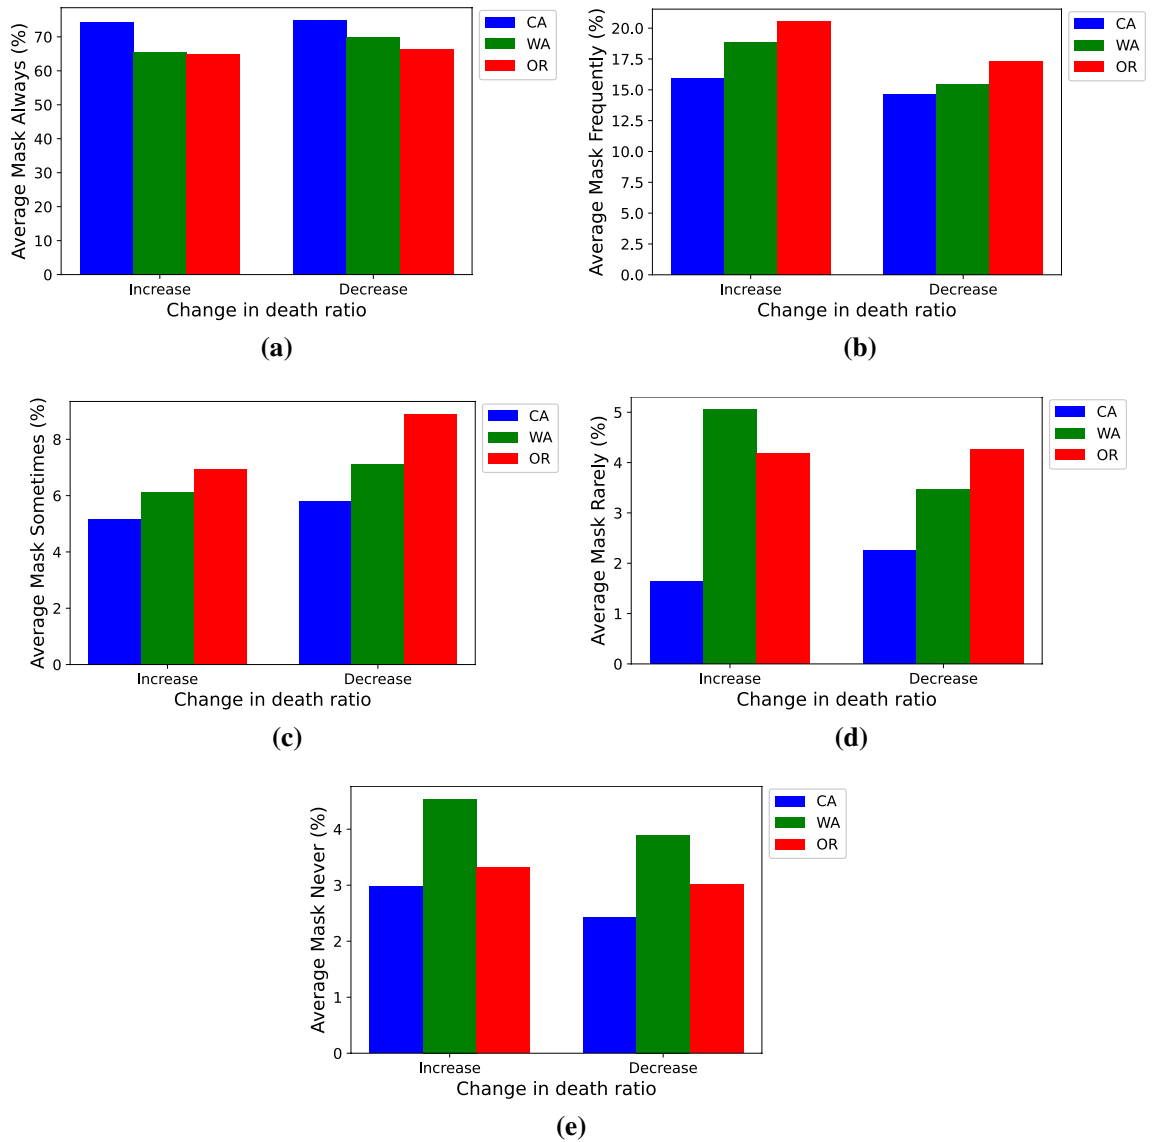 Average Mask Always (%)
70
60
50
40
30
20
10
0
Increase
Decrease
Change in death ratio
CA
WA
OR
(a)
Average Mask Frequently (%)
20.0
17.5
15.0
12.5
10.0
7.5
5.0
2.5
0.0
Increase
Decrease
Change in death ratio
CA
WA
OR
(b)
Average Mask Sometimes (%)
8
6
4
2
0
Increase
Decrease
Change in death ratio
CA
WA
OR
(c)
Average Mask Rarely (%)
5
4
3
2
1
0
Increase
Decrease
Change in death ratio
CA
WA
OR
(d)
Average Mask Never (%)
4
3
2
1
0
Increase
Decrease
Change in death ratio
CA
WA
OR
(e)